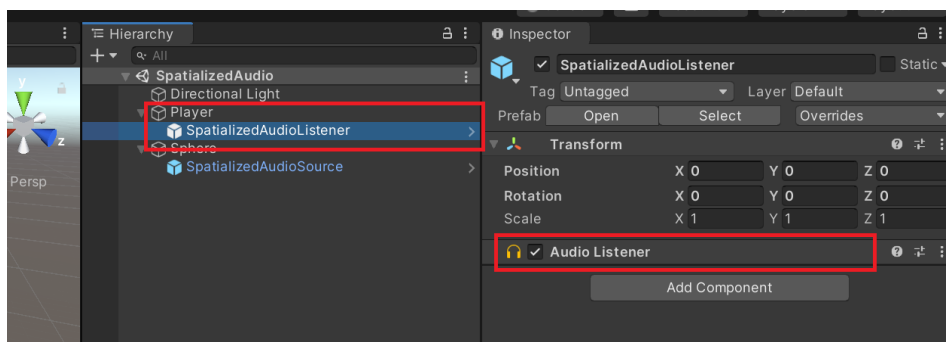 Hierarchy
All
SpatializedAudio
Directional Light
Player
SpatializedAudioListener
Sphere
SpatializedAudioSource
y
z
Persp
Inspector
SpatializedAudioListener
Static
Tag Untagged Layer Default
Prefab Open Select Overrides
Transform
Position X 0 Y 0 Z 0
Rotation X 0 Y 0 Z 0
Scale X 1 Y 1 Z 1
Audio Listener
Add Component